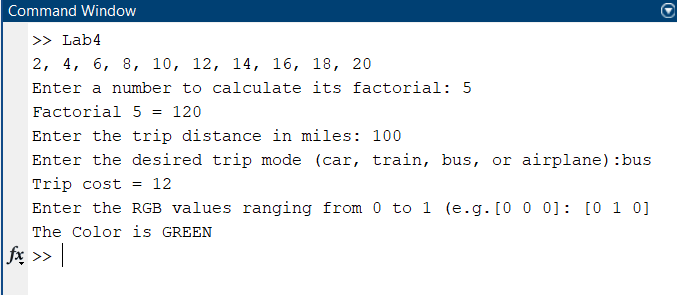 Command Window
>> Lab4
2, 4, 6, 8, 10, 12, 14, 16, 18, 20
Enter a number to calculate its factorial: 5
Factorial 5 = 120
Enter the trip distance in miles: 100
Enter the desired trip mode (car, train, bus, or airplane):bus
Trip cost = 12
Enter the RGB values ranging from 0 to 1 (e.g.[0 0 0]: [0 1 0]
The Color is GREEN
fx >>